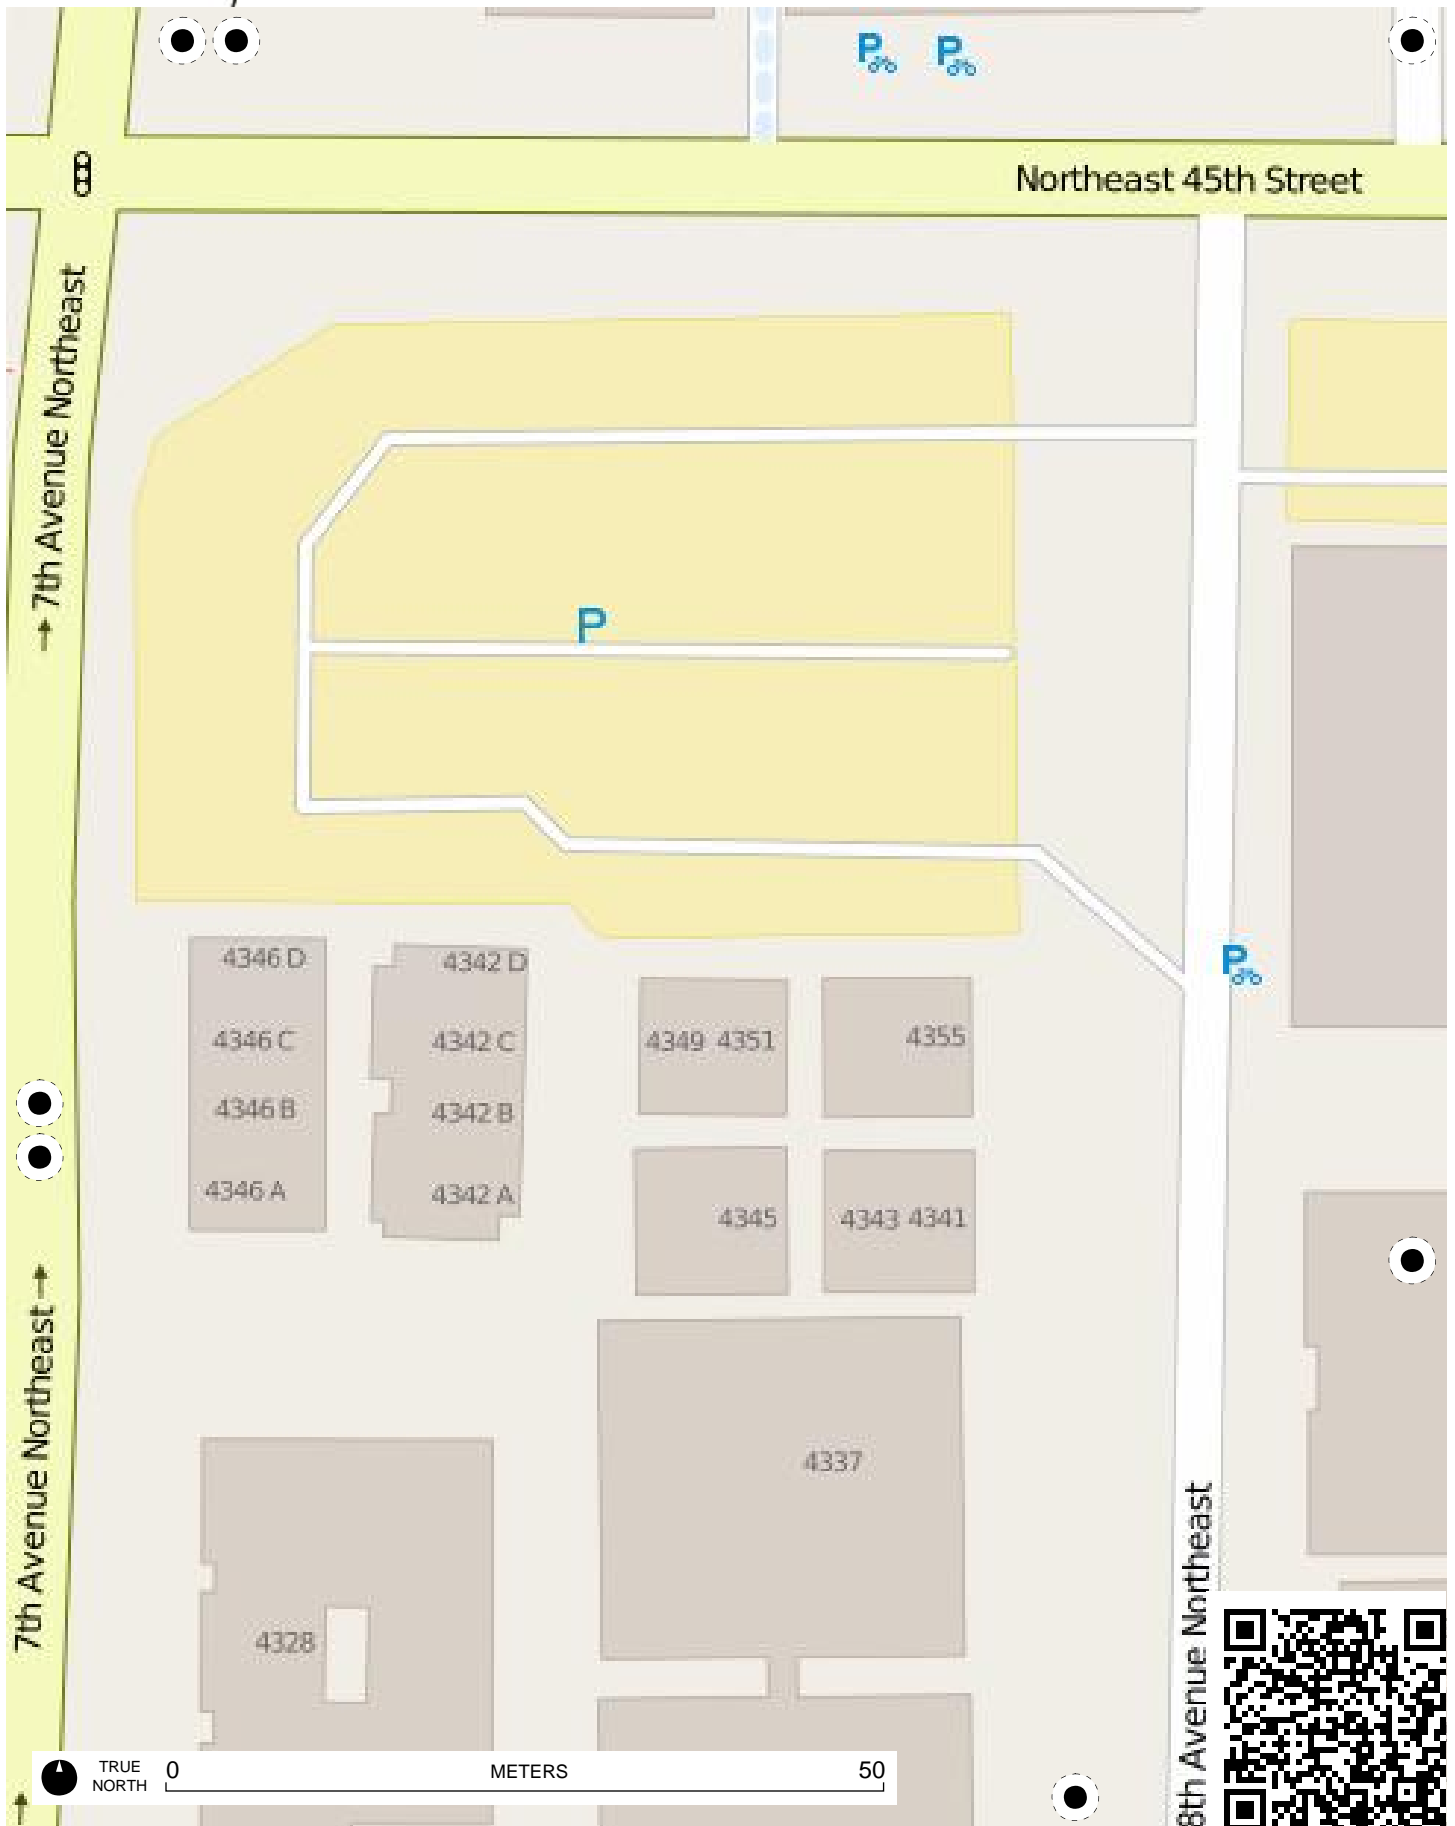 P P
Northeast 45th Street
→ 7th Avenue Northeast
P
P
4346 D
4342 D
4346 C
4342 C
4349 4351
4355
4346 B
4342 B
4346 A
4342 A
4345
4343 4341
7th Avenue Northeast →
4337
4328
8th Avenue Northeast
TRUE
NORTH
0 METERS 50